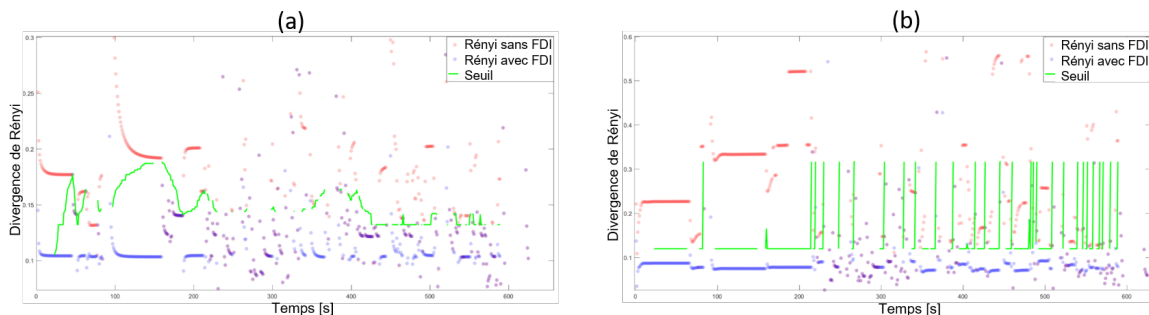 (a)
Divergence de Rényi
0.3
0.25
0.2
0.15
0.1
Rényi sans FDI
Rényi avec FDI
Seuil
0
100
200
300
400
500
600
Temps [s]
(b)
Divergence de Rényi
0.6
0.5
0.4
0.3
0.2
0.1
Rényi sans FDI
Rényi avec FDI
Seuil
0
100
200
300
400
500
600
Temps [s]